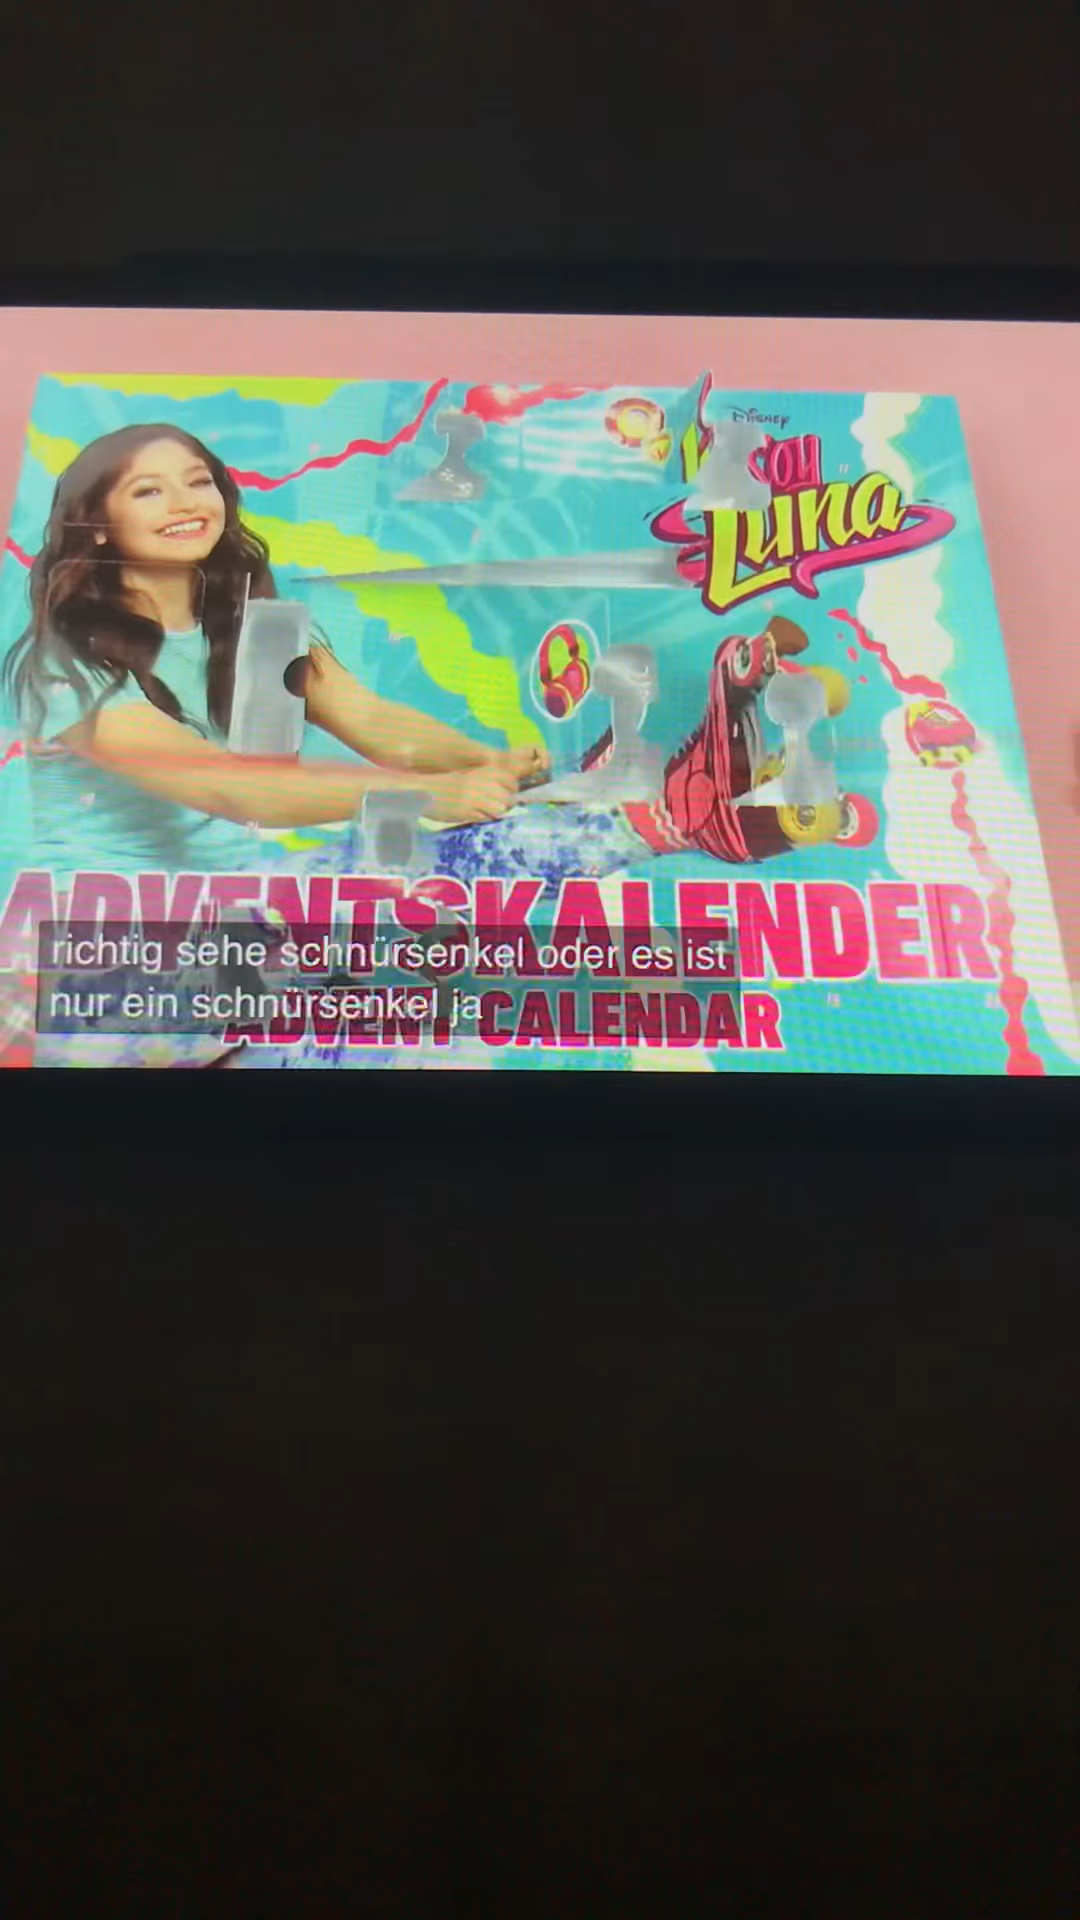 Disney
SOY
Luna
ADVENTSKALENDER
richtig sehe schnürsenkel oder es ist
nur ein schnürsenkel ja
ADVENT CALENDAR